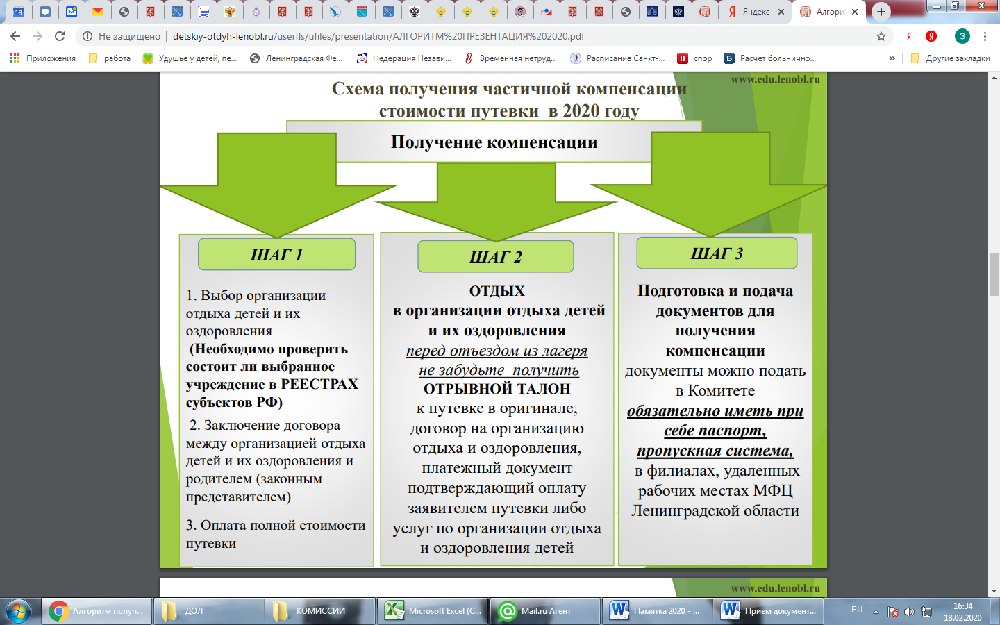 18
Яндекс
Алгорит
Не защищено
detskiy-otdyh-lenobl.ru/userfls/ufiles/presentation/АЛГОРИТМ%20ПРЕЗЕНТАЦИЯ%202020.pdf
Приложения
работа
Удушье у детей, пе...
Ленинградская Фе...
Федерация Незави...
Временная нетруд...
Расписание Санкт-...
спор
Расчет больнично...
»
Другие закладки
www.edu.lenobl.ru
Схема получения частичной компенсации
стоимости путевки в 2020 году
Получение компенсации
ШАГ 1
1. Выбор организации
отдыха детей и их
оздоровления
(Необходимо проверить
состоит ли выбранное
учреждение в РЕЕСТРАХ
субъектов РФ)
2. Заключение договора
между организацией отдыха
детей и их оздоровления и
родителем (законным
представителем)
3. Оплата полной стоимости
путевки
ШАГ 2
ОТДЫХ
в организации отдыха детей
и их оздоровления
перед отъездом из лагеря
не забудьте получить
ОТРЫВНОЙ ТАЛОН
к путевке в оригинале,
договор на организацию
отдыха и оздоровления,
платежный документ
подтверждающий оплату
заявителем путевки либо
услуг по организации отдыха
и оздоровления детей
ШАГ 3
Подготовка и подача
документов для
получения
компенсации
документы можно подать
в Комитете
обязательно иметь при
себе паспорт,
пропускная система,
в филиалах, удаленных
рабочих местах МФЦ
Ленинградской области
www.edu.lenobl.ru
Алгоритм получ...
ДОЛ
КОМИССИИ
Microsoft Excel (С...
Mail.ru Агент
Памятка 2020 - ...
Прием документ...
RU
16:34
18.02.2020